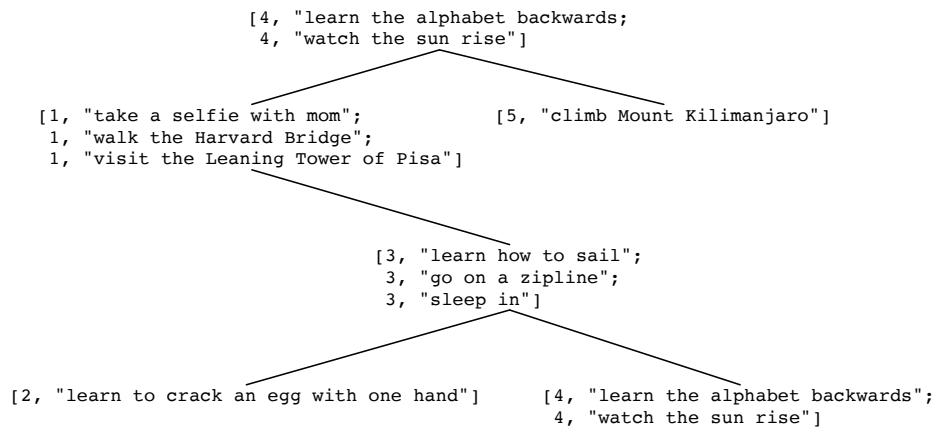 [4, "learn the alphabet backwards;
4, "watch the sun rise"]
[1, "take a selfie with mom";
1, "walk the Harvard Bridge";
1, "visit the Leaning Tower of Pisa"]
[5, "climb Mount Kilimanjaro"]
[3, "learn how to sail";
3, "go on a zipline";
3, "sleep in"]
[2, "learn to crack an egg with one hand"]
[4, "learn the alphabet backwards";
4, "watch the sun rise"]